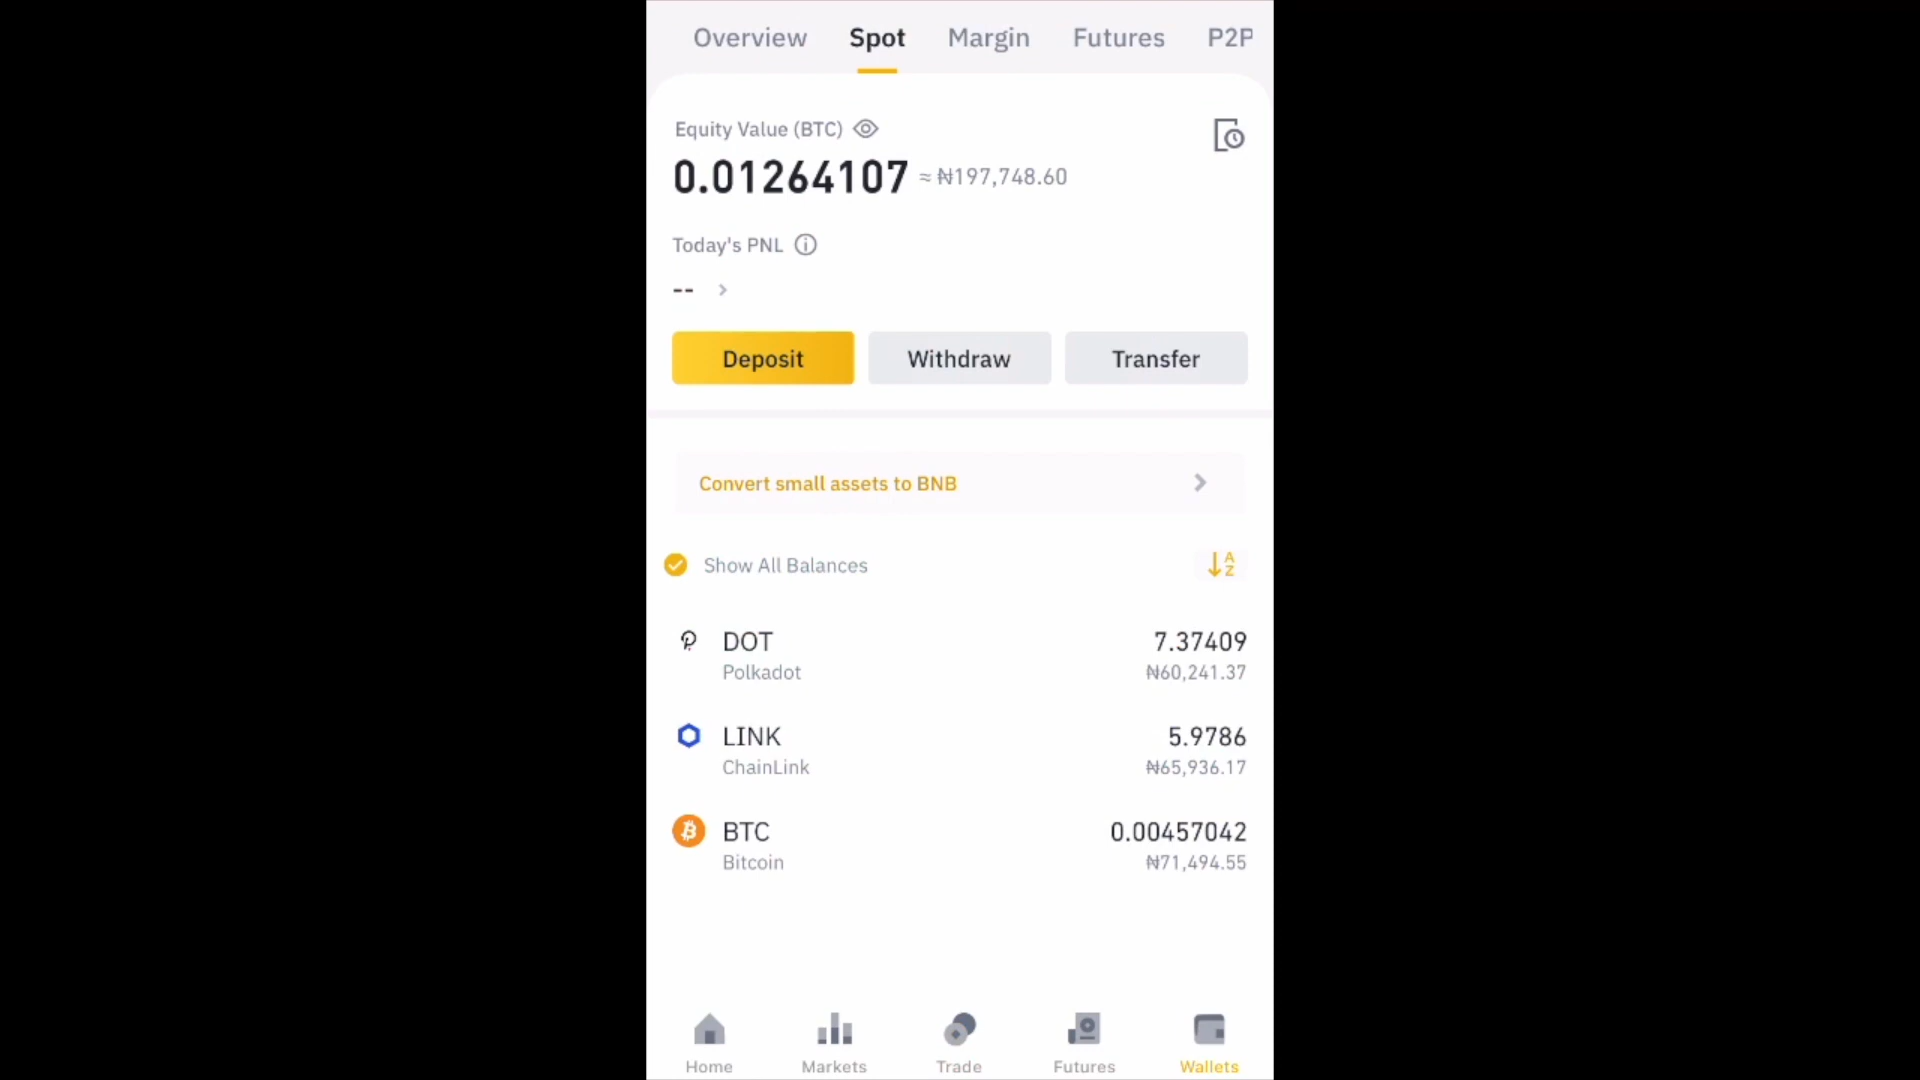 Overview Spot Margin Futures P2P
Equity Value (BTC)
0.01264107 ≈ ₦197,748.60
Today's PNL
-- >
Deposit Withdraw Transfer
Convert small assets to BNB
Show All Balances
DOT 7.37409
Polkadot ₦60,241.37
LINK 5.9786
ChainLink ₦65,936.17
BTC 0.00457042
Bitcoin ₦71,494.55
Home Markets Trade Futures Wallets